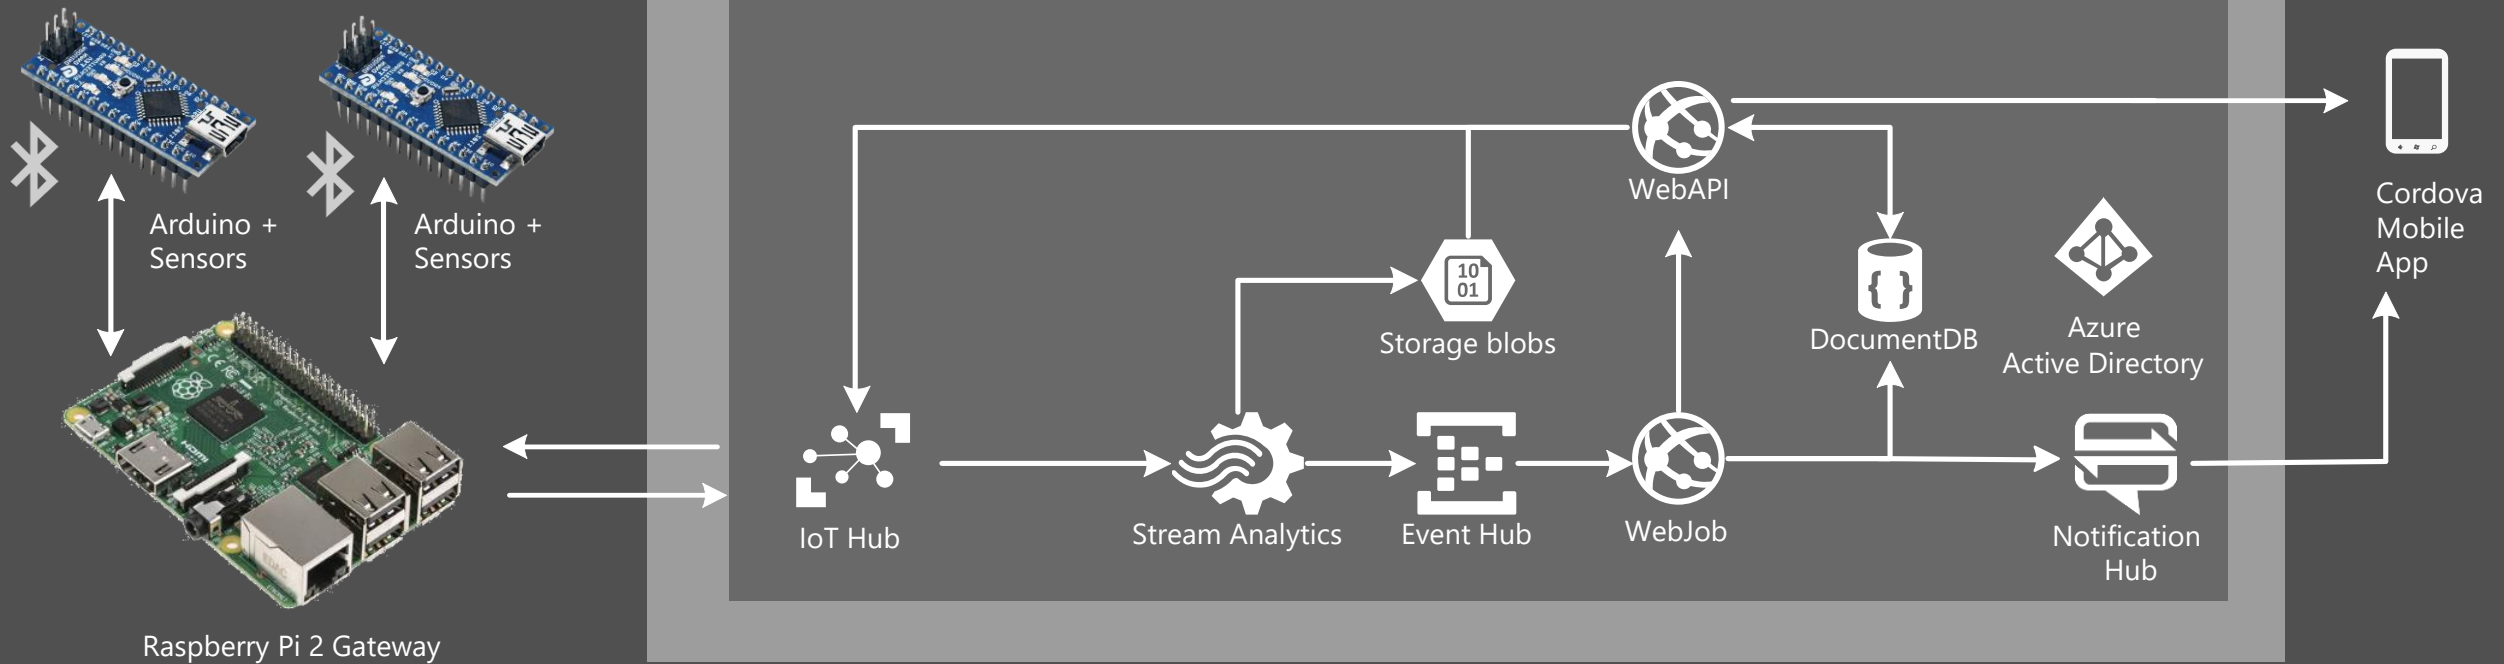 Arduino +
Sensors
Arduino +
Sensors
Raspberry Pi 2 Gateway
IoT Hub
Stream Analytics
10
01
Storage blobs
Event Hub
WebAPI
WebJob
{ }
DocumentDB
Azure
Active Directory
Notification
Hub
Cordova
Mobile
App